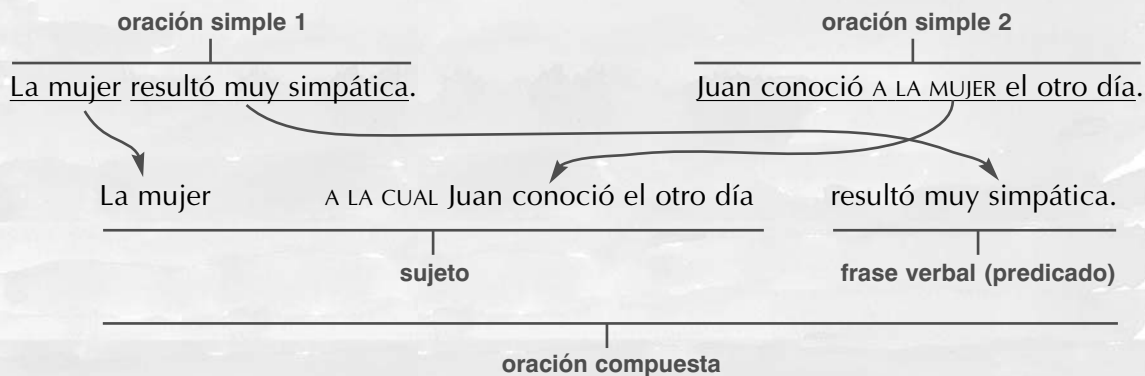 oración simple 1 oración simple 2
La mujer resultó muy simpática. Juan conoció A LA MUJER el otro día.
La mujer A LA CUAL Juan conoció el otro día resultó muy simpática.
sujeto frase verbal (predicado)
oración compuesta